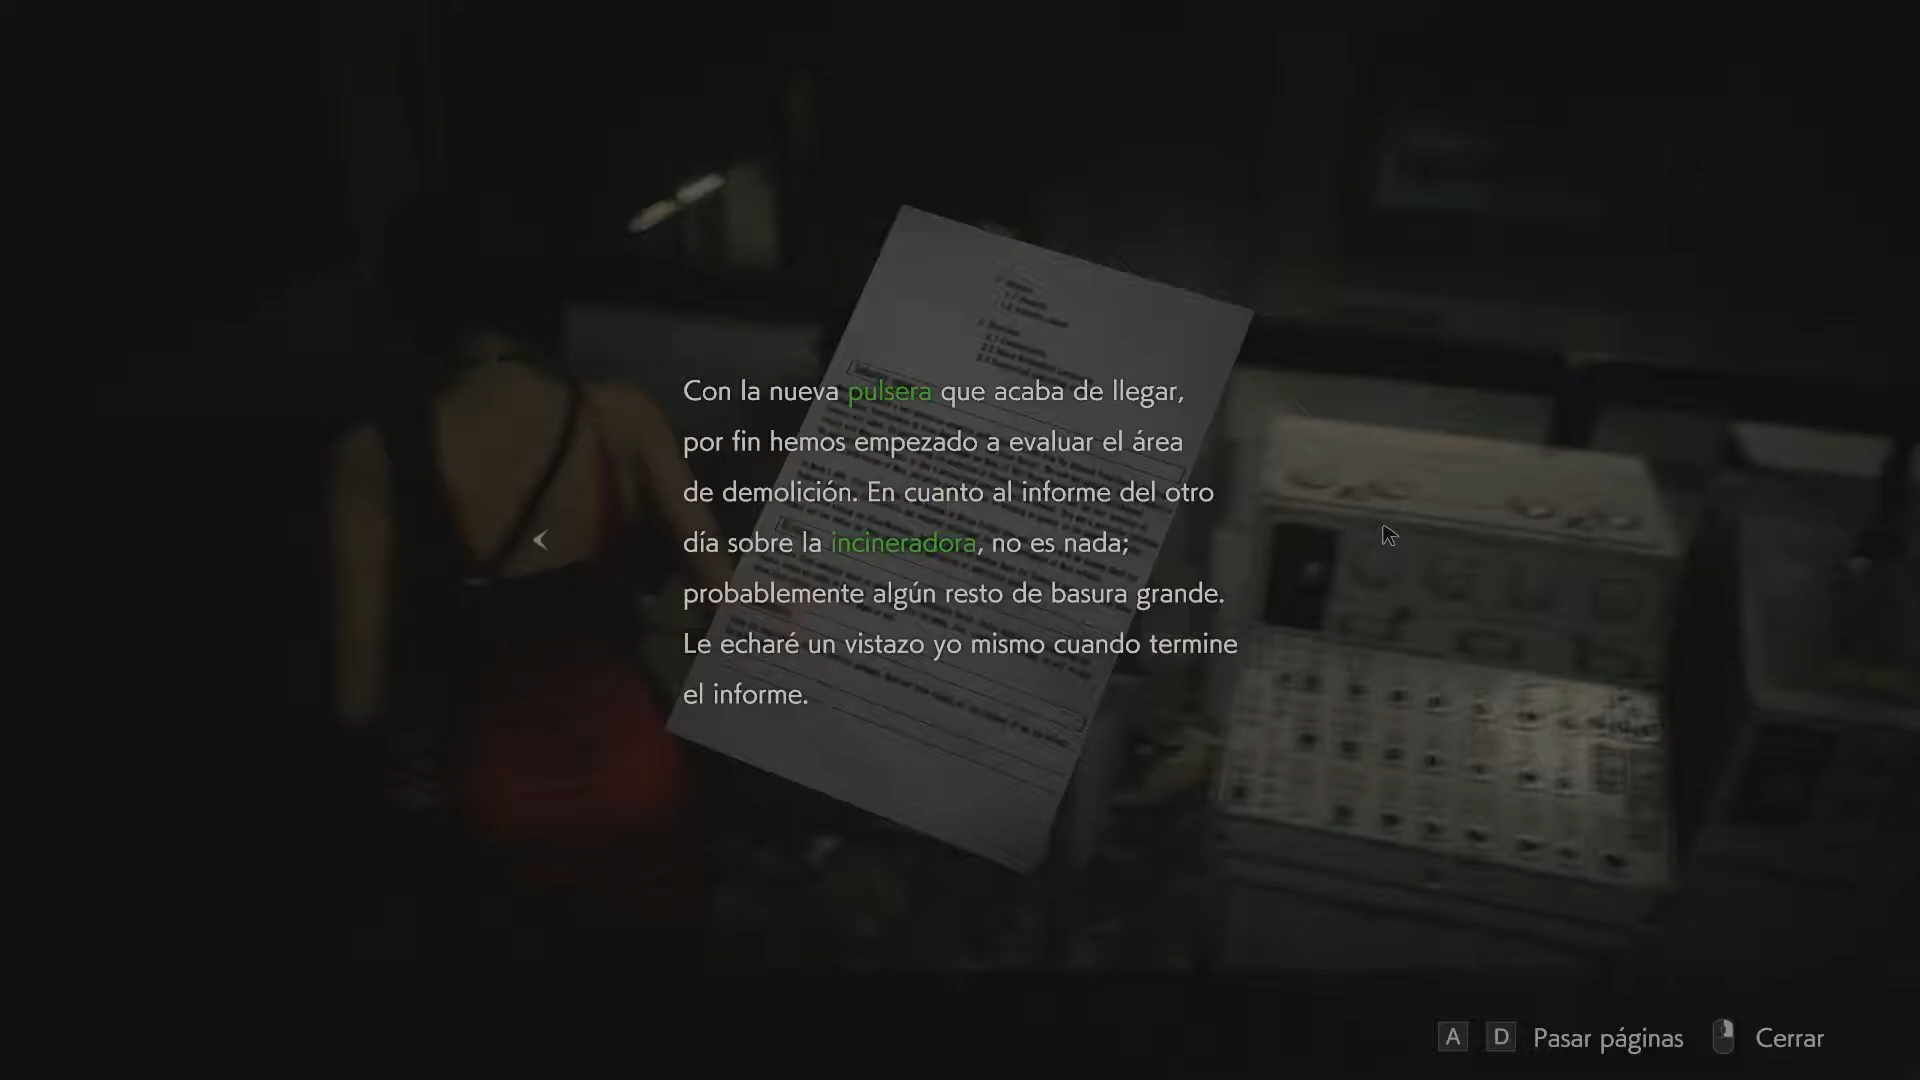 Con la nueva pulsera que acaba de llegar,
por fin hemos empezado a evaluar el área
de demolición. En cuanto al informe del otro
día sobre la incineradora, no es nada;
probablemente algún resto de basura grande.
Le echaré un vistazo yo mismo cuando termine
el informe.
A D Pasar páginas Cerrar